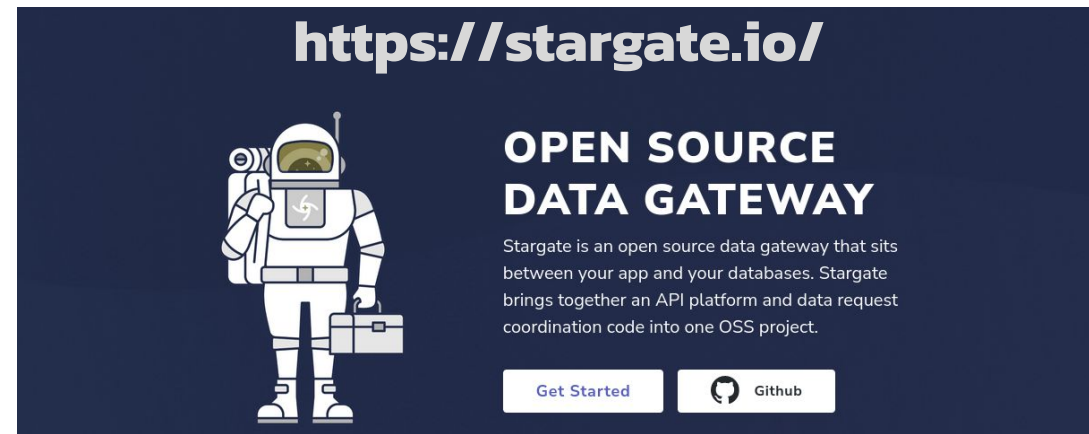 https://stargate.io/
OPEN SOURCE
DATA GATEWAY
Stargate is an open source data gateway that sits
between your app and your databases. Stargate
brings together an API platform and data request
coordination code into one OSS project.
Get Started
Github